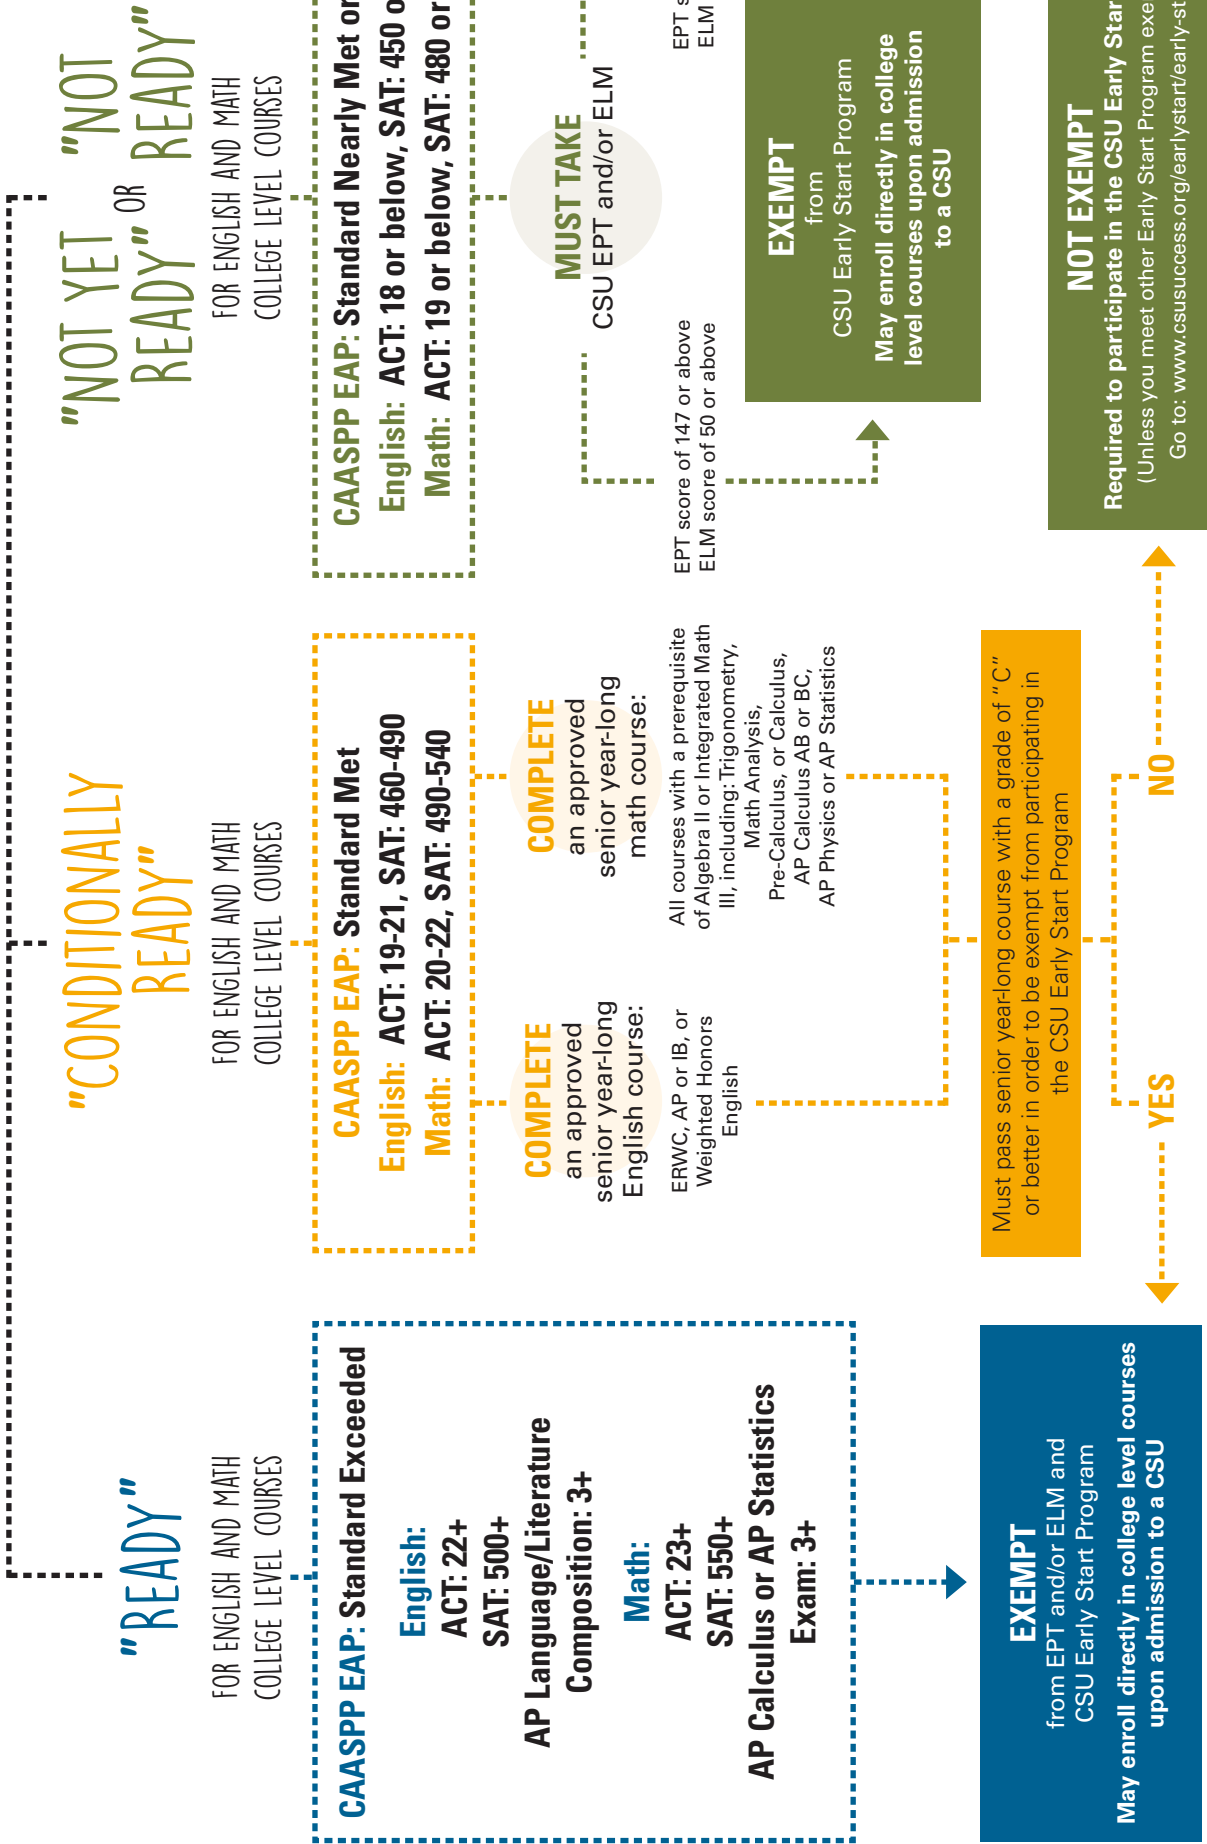 "READY"
FOR ENGLISH AND MATH
COLLEGE LEVEL COURSES
CAASPP EAP: Standard Exceeded
English:
ACT: 22+
SAT: 500+
AP Language/Literature
Composition: 3+
Math:
ACT: 23+
SAT: 550+
AP Calculus or AP Statistics
Exam: 3+
EXEMPT
from EPT and/or ELM and
CSU Early Start Program
May enroll directly in college level courses
upon admission to a CSU
"CONDITIONALLY
READY"
FOR ENGLISH AND MATH
COLLEGE LEVEL COURSES
CAASPP EAP: Standard Met
English: ACT: 19-21, SAT: 460-490
Math: ACT: 20-22, SAT: 490-540
COMPLETE
an approved
senior year-long
English course:
ERWC, AP or IB, or
Weighted Honors
English
COMPLETE
an approved
senior year-long
math course:
All courses with a prerequisite
of Algebra II or Integrated Math
III, including: Trigonometry,
Math Analysis,
Pre-Calculus, or Calculus,
AP Calculus AB or BC,
AP Physics or AP Statistics
Must pass senior year-long course with a grade of "C"
or better in order to be exempt from participating in
the CSU Early Start Program
YES
NO
"NOT YET
READY" OR
"NOT
READY"
FOR ENGLISH AND MATH
COLLEGE LEVEL COURSES
CAASPP EAP: Standard Nearly Met or
English: ACT: 18 or below, SAT: 450 o
Math: ACT: 19 or below, SAT: 480 or
MUST TAKE
CSU EPT and/or ELM
EPT score of 147 or above
ELM score of 50 or above
EPT s
ELM
EXEMPT
from
CSU Early Start Program
May enroll directly in college
level courses upon admission
to a CSU
NOT EXEMPT
Required to participate in the CSU Early Star
(Unless you meet other Early Start Program exe
Go to: www.csusuccess.org/earlystart/early-st